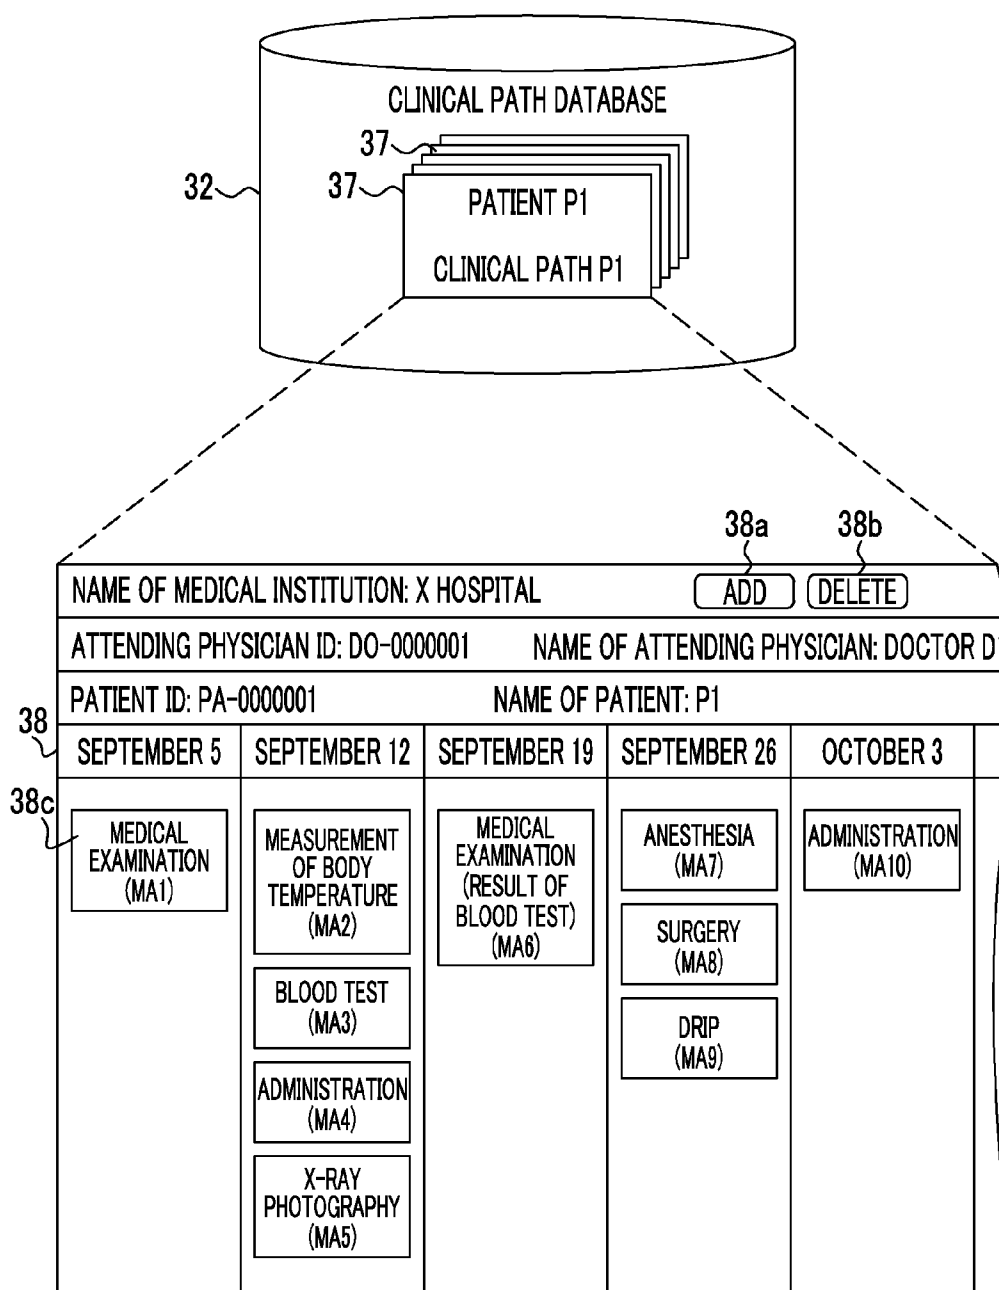 CLINICAL PATH DATABASE
37
32
37
PATIENT P1
CLINICAL PATH P1
38a
38b
NAME OF MEDICAL INSTITUTION: X HOSPITAL
ADD
DELETE
ATTENDING PHYSICIAN ID: DO-0000001
NAME OF ATTENDING PHYSICIAN: DOCTOR D1
PATIENT ID: PA-0000001
NAME OF PATIENT: P1
38
SEPTEMBER 5
SEPTEMBER 12
SEPTEMBER 19
SEPTEMBER 26
OCTOBER 3
38c
MEDICAL
EXAMINATION
(MA1)
MEASUREMENT
OF BODY
TEMPERATURE
(MA2)
BLOOD TEST
(MA3)
ADMINISTRATION
(MA4)
X-RAY
PHOTOGRAPHY
(MA5)
MEDICAL
EXAMINATION
(RESULT OF
BLOOD TEST)
(MA6)
ANESTHESIA
(MA7)
SURGERY
(MA8)
DRIP
(MA9)
ADMINISTRATION
(MA10)